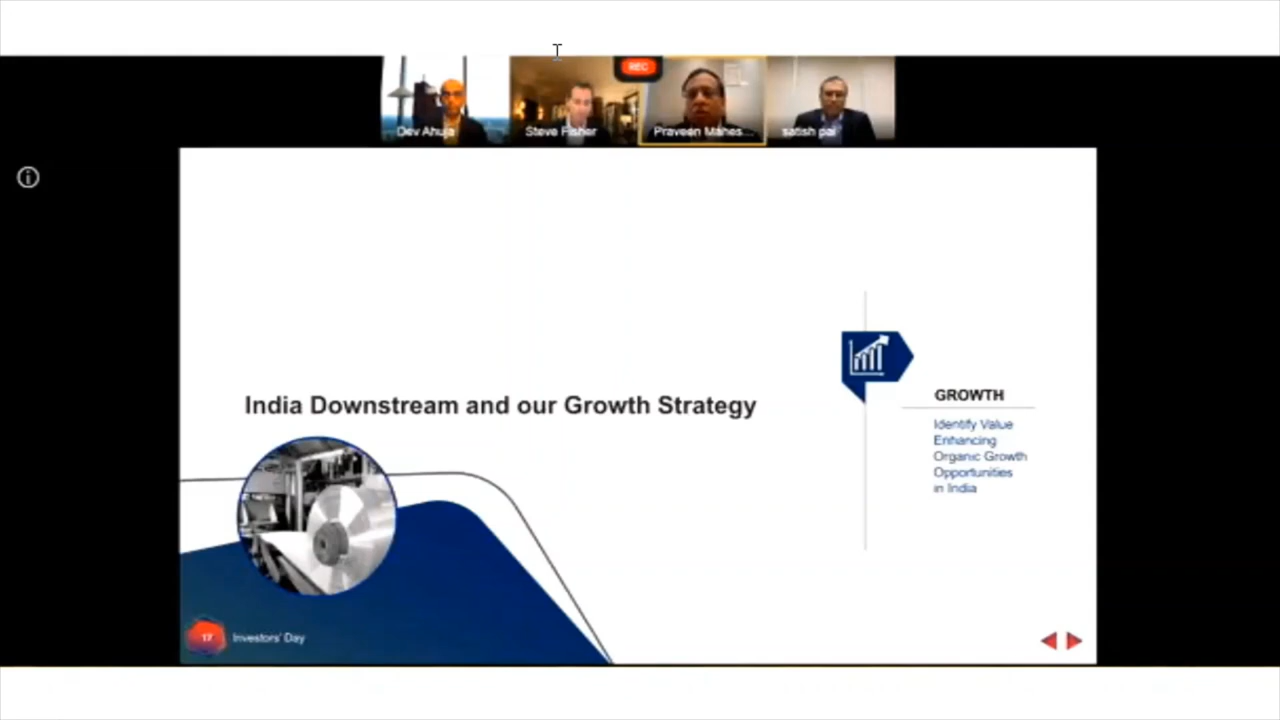 REC
Dev Ahuja
Steve Fisher
Praveen Mahes...
satish pai
India Downstream and our Growth Strategy
GROWTH
Identify Value
Enhancing
Organic Growth
Opportunities
in India
17
Investors' Day